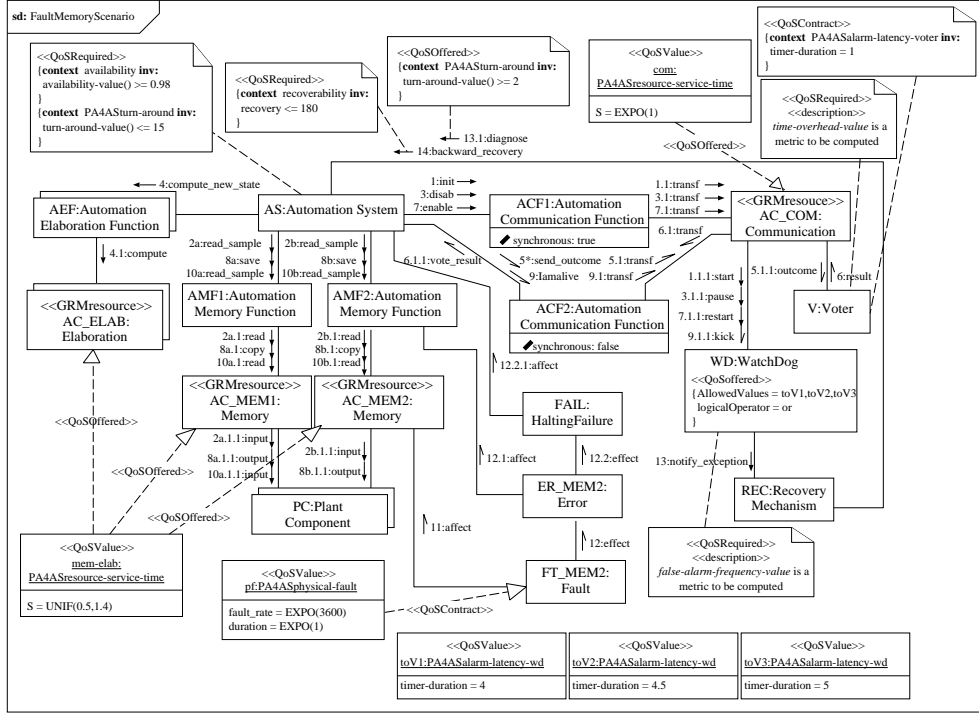 sd: FaultMemoryScenario
<<QoSRequired>>
{context availability inv:
availability-value() >= 0.98
}
{context PA4ASturn-around inv:
turn-around-value() <= 15
}
<<QoSRequired>>
{context recoverability inv:
recovery <= 180
}
<<QoSOffered>>
{context PA4ASturn-around inv:
turn-around-value() >= 2
}
<<QoSValue>>
com:
PA4ASresource-service-time
S = EXPO(1)
<<QoSContract>>
{context PA4ASalarm-latency-voter inv:
timer-duration = 1
}
<<QoSRequired>>
<<description>>
time-overhead-value is a
metric to be computed
13.1:diagnose
14:backward_recovery
<<QoSOffered>>
4:compute_new_state
1:init
3:disab
7:enable
1.1:transf
3.1:transf
7.1:transf
AEF:Automation
Elaboration Function
AS:Automation System
ACF1:Automation
Communication Function
synchronous: true
<<GRMresouce>>
AC_COM:
Communication
4.1:compute
2a:read_sample
8a:save
10a:read_sample
2b:read_sample
8b:save
10b:read_sample
6.1.1:vote_result
5*:send_outcome
9:Iamalive
5.1:transf
9.1:transf
6.1:transf
1.1.1:start
3.1.1:pause
7.1.1:restart
9.1.1:kick
5.1.1:outcome
6:result
<<GRMresource>>
AC_ELAB:
Elaboration
AMF1:Automation
Memory Function
AMF2:Automation
Memory Function
ACF2:Automation
Communication Function
synchronous: false
V:Voter
2a.1:read
8a.1:copy
10a.1:read
2b.1:read
8b.1:copy
10b.1:read
12.2.1:affect
WD:WatchDog
<<QoSoffered>>
{AllowedValues = toV1,toV2,toV3
logicalOperator = or
}
<<GRMresource>>
AC_MEM1:
Memory
<<GRMresource>>
AC_MEM2:
Memory
FAIL:
HaltingFailure
<<QoSOffered>>
2a.1.1:input
8a.1.1:output
10a.1.1:input
2b.1.1:input
8b.1.1:output
12.1:affect
12.2:effect
13:notify_exception
<<QoSOffered>>
<<QoSOffered>>
PC:Plant
Component
ER_MEM2:
Error
REC:Recovery
Mechanism
11:affect
12:effect
<<QoSValue>>
mem-elab:
PA4ASresource-service-time
S = UNIF(0.5,1.4)
<<QoSValue>>
pf:PA4ASphysical-fault
fault_rate = EXPO(3600)
duration = EXPO(1)
<<QoSContract>>
FT_MEM2:
Fault
<<QoSRequired>>
<<description>>
false-alarm-frequency-value is a
metric to be computed
<<QoSValue>>
toV1:PA4ASalarm-latency-wd
timer-duration = 4
<<QoSValue>>
toV2:PA4ASalarm-latency-wd
timer-duration = 4.5
<<QoSValue>>
toV3:PA4ASalarm-latency-wd
timer-duration = 5